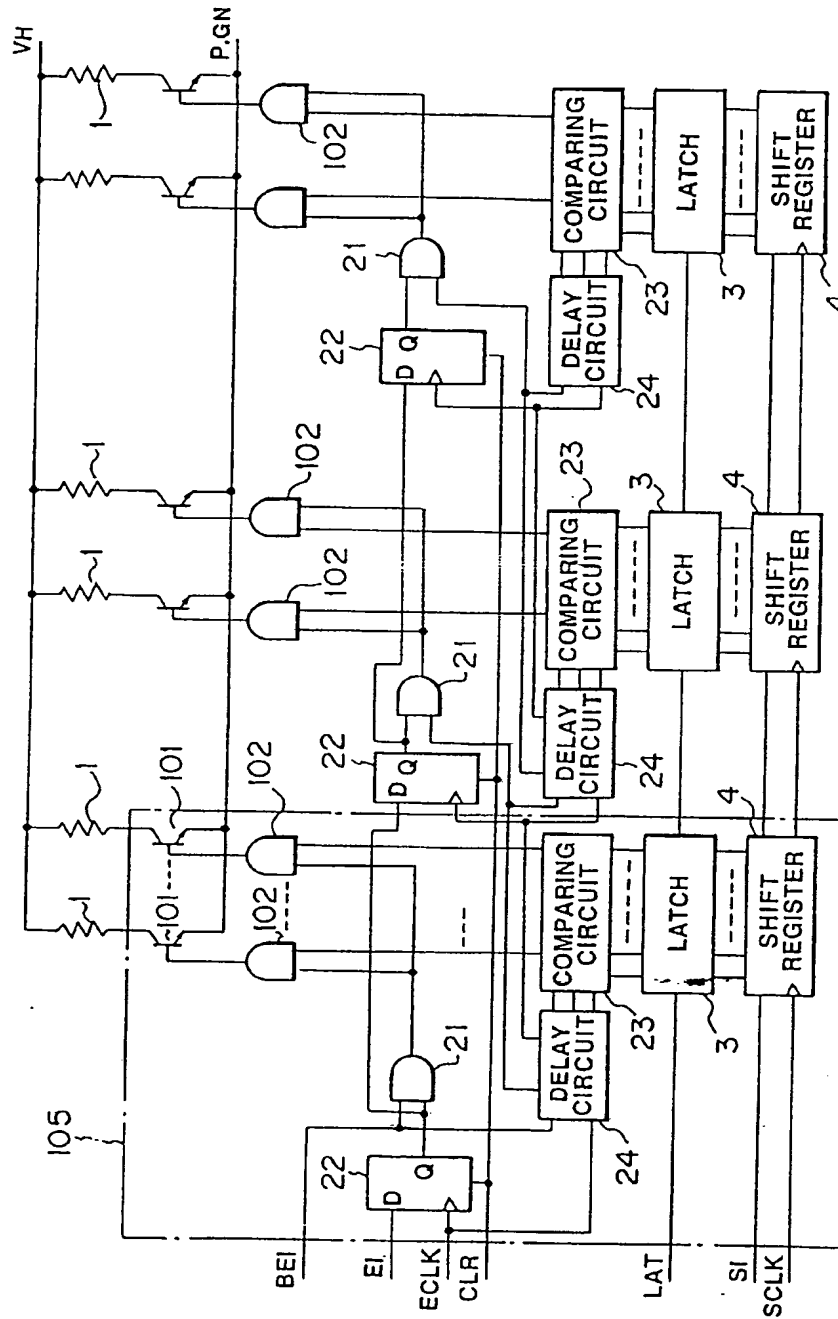 VH
P.GN
1
1
1
1
1
101
101
102
102
102
102
102
105
21
21
21
22
D
Q
22
D
Q
22
D
Q
BEI
EI
ECLK
CLR
DELAY
CIRCUIT
24
COMPARING
CIRCUIT
23
DELAY
CIRCUIT
24
COMPARING
CIRCUIT
23
DELAY
CIRCUIT
24
COMPARING
CIRCUIT
23
LAT
LATCH
3
LATCH
3
LATCH
3
SI
SCLK
SHIFT
REGISTER
4
SHIFT
REGISTER
4
SHIFT
REGISTER
4